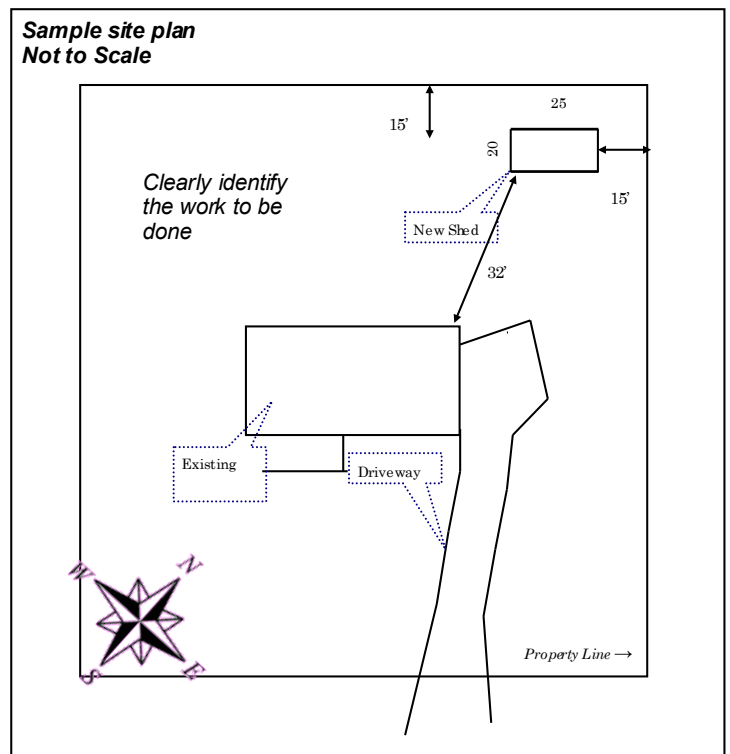 Sample site plan
Not to Scale
25
15'
20
Clearly identify
the work to be
done
15'
New Shed
32'
Existing
Driveway
W
N
S
E
Property Line →